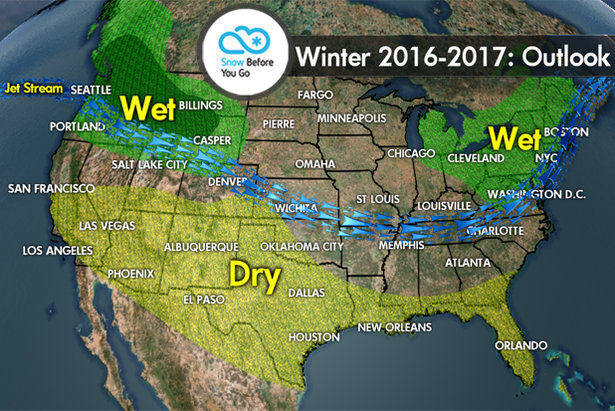 Snow Before
You Go
Winter 2016-2017: Outlook
Jet Stream
SEATTLE
FARGO
Wet
BILLINGS
MINNEAPOLIS
PIERRE
PORTLAND
Wet
BOSTON
CASPER
CHICAGO
CLEVELAND
NYC
SALT LAKE CITY
OMAHA
DENVER
SAN FRANCISCO
WICHITA
ST LOUIS
LOUISVILLE
WASHINGTON D.C.
LAS VEGAS
CHARLOTTE
LOS ANGELES
ALBUQUERQUE
OKLAHOMA CITY
MEMPHIS
ATLANTA
PHOENIX
Dry
EL PASO
DALLAS
NEW ORLEANS
HOUSTON
ORLANDO